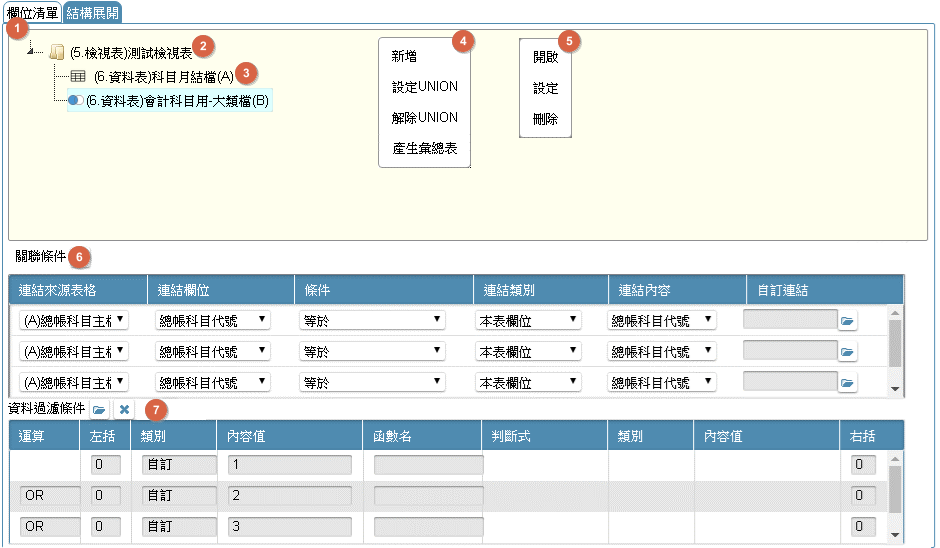 欄位清單 結構展開
1
(5.檢視表)測試檢視表 2
(6.資料表)科目月結檔(A) 3
(6.資料表)會計科目用-大類檔(B)
4
新增
設定UNION
解除UNION
產生彙總表
5
開啟
設定
刪除
關聯條件 6
連結來源表格 連結欄位 條件 連結類別 連結內容 自訂連結
(A)總帳科目主 總帳科目代號 等於 本表欄位 總帳科目代號
(A)總帳科目主 總帳科目代號 等於 本表欄位 總帳科目代號
(A)總帳科目主 總帳科目代號 等於 本表欄位 總帳科目代號
資料過濾條件 7
運算 左括 類別 內容值 函數名 判斷式 類別 內容值 右括
0 自訂 1 0
OR 0 自訂 2 0
OR 0 自訂 3 0